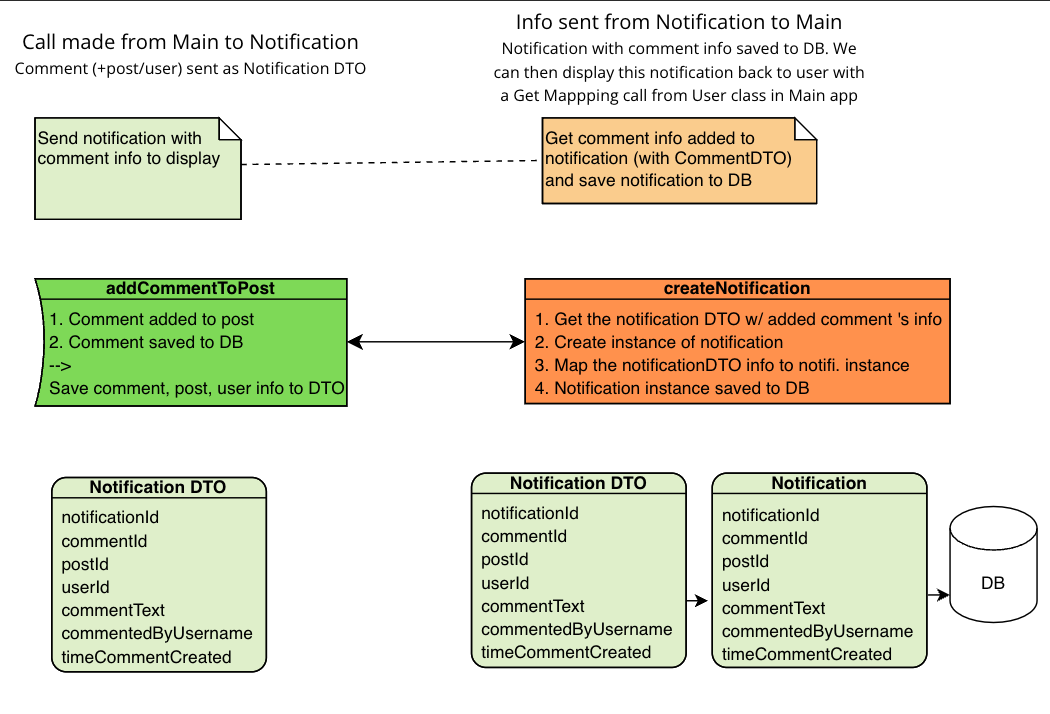 Call made from Main to Notification
Comment (+post/user) sent as Notification DTO
Info sent from Notification to Main
Notification with comment info saved to DB. We
can then display this notification back to user with
a Get Mappping call from User class in Main app
Send notification with
comment info to display
Get comment info added to
notification (with CommentDTO)
and save notification to DB
addCommentToPost
1. Comment added to post
2. Comment saved to DB
-->
Save comment, post, user info to DTO
createNotification
1. Get the notification DTO w/ added comment 's info
2. Create instance of notification
3. Map the notificationDTO info to notifi. instance
4. Notification instance saved to DB
Notification DTO
notificationId
commentId
postId
userId
commentText
commentedByUsername
timeCommentCreated
Notification DTO
notificationId
commentId
postId
userId
commentText
commentedByUsername
timeCommentCreated
Notification
notificationId
commentId
postId
userId
commentText
commentedByUsername
timeCommentCreated
DB